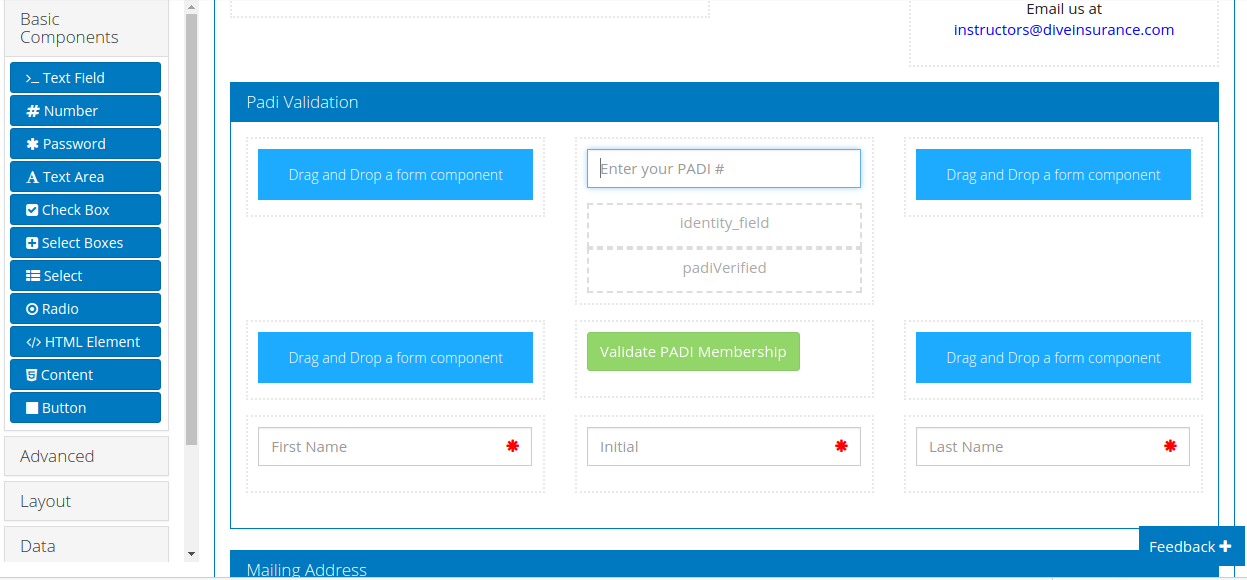 Basic
Components
>_ Text Field
# Number
✱ Password
A Text Area
Check Box
Select Boxes
Select
Radio
</> HTML Element
Content
Button
Advanced
Layout
Data
Email us at
instructors@diveinsurance.com
Padi Validation
Drag and Drop a form component
Enter your PADI #
Drag and Drop a form component
identity_field
padiVerified
Drag and Drop a form component
Validate PADI Membership
Drag and Drop a form component
First Name ✱
Initial ✱
Last Name ✱
Feedback +
Mailing Address